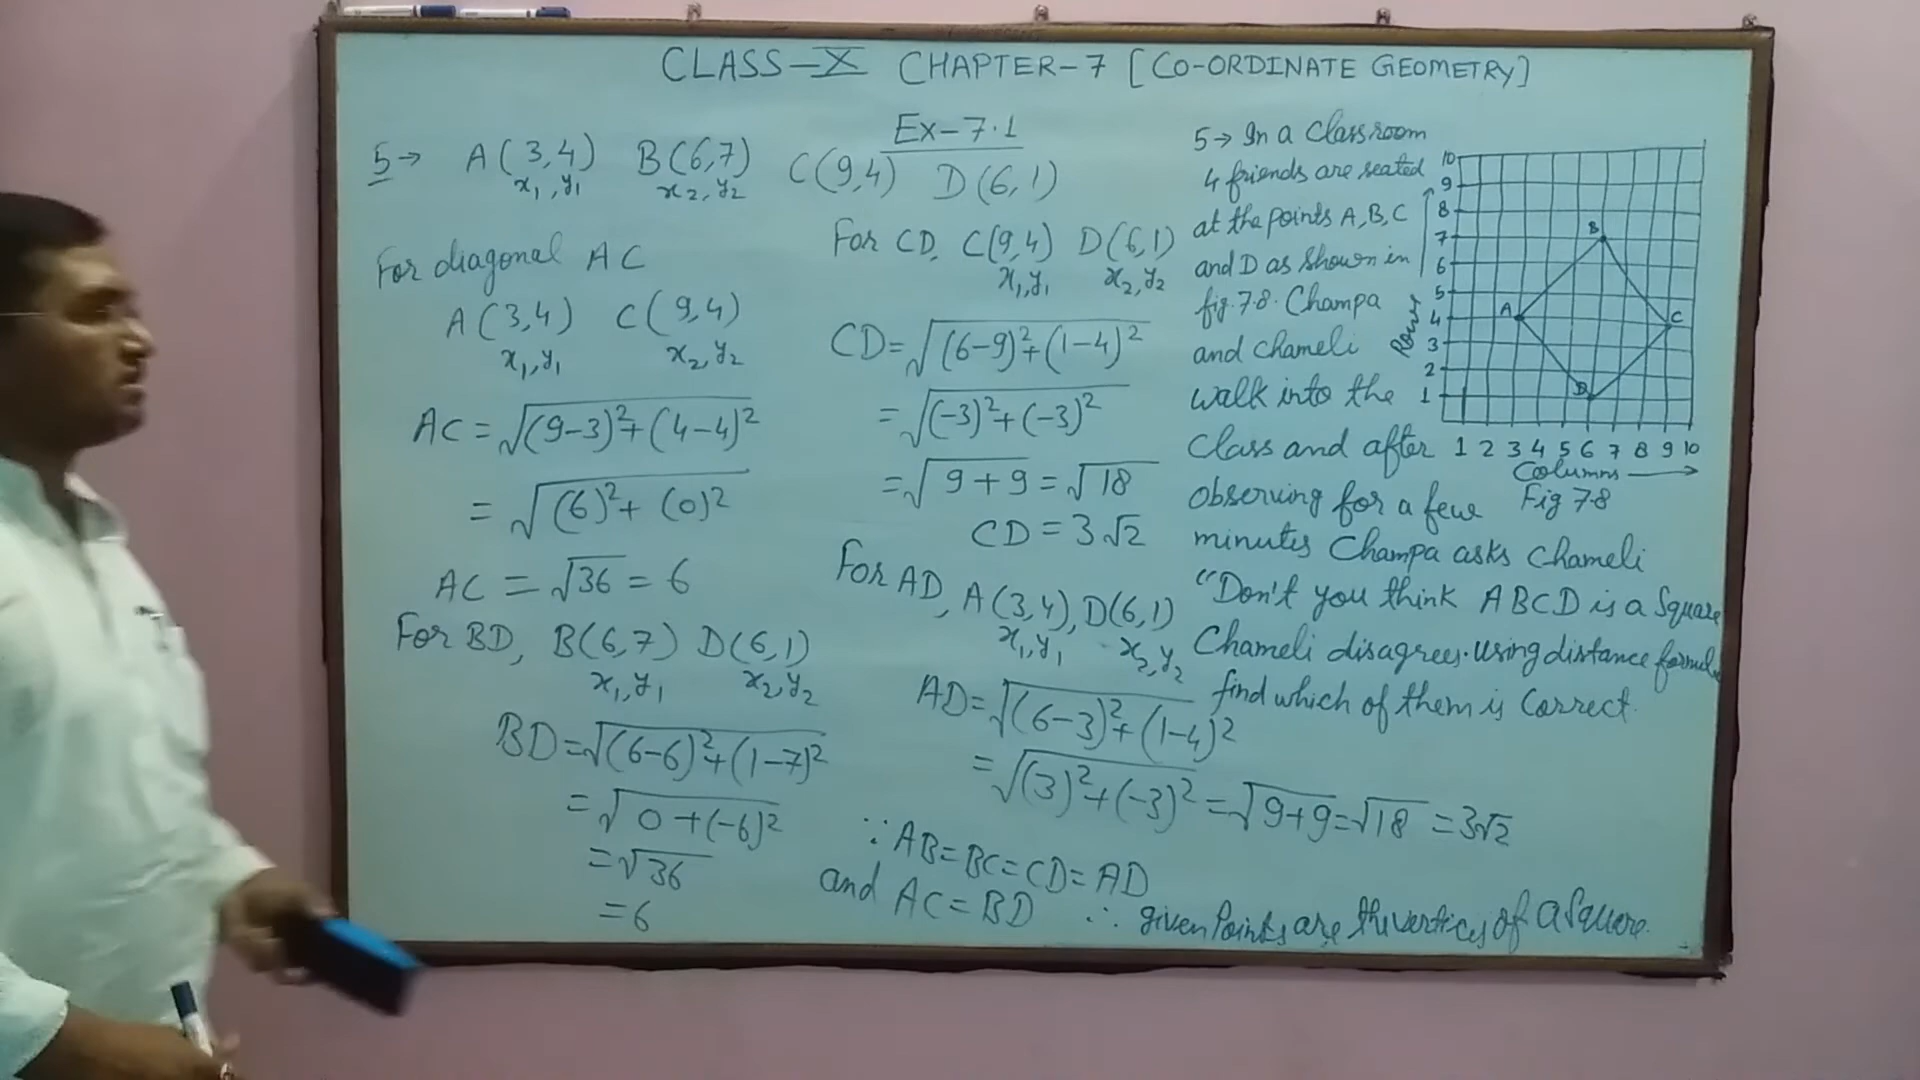 CLASS-X CHAPTER-7 [CO-ORDINATE GEOMETRY]
Ex-7.1
5→ A(3,4) B(6,7) C(9,4) D(6,1)
x₁,y₁ x₂,y₂
For diagonal AC
A(3,4) C(9,4)
x₁,y₁ x₂,y₂
AC=√(9-3)²+(4-4)²
=√(6)²+(0)²
AC=√36=6
For BD, B(6,7) D(6,1)
x₁,y₁ x₂,y₂
BD=√(6-6)²+(1-7)²
=√0+(-6)²
=√36
=6
For CD, C(9,4) D(6,1)
x₁,y₁ x₂,y₂
CD=√(6-9)²+(1-4)²
=√(-3)²+(-3)²
=√9+9=√18
CD=3√2
For AD, A(3,4), D(6,1)
x₁,y₁ x₂,y₂
AD=√(6-3)²+(1-4)²
=√(3)²+(-3)²=√9+9=√18=3√2
∵AB=BC=CD=AD
and AC=BD ∴ given Points are the vertices of a Square.
5→ In a Classroom
4 friends are seated
at the points A,B,C
and D as shown in
fig.7.8. Champa
and chameli
walk into the
Class and after
observing for a few
minutes Champa asks Chameli
"Don't you think ABCD is a Square
Chameli disagrees. using distance formula
find which of them is Correct.
10
9
8
7
6
5
4
3
2
1
Rows
B
A
C
D
1 2 3 4 5 6 7 8 9 10
Columns
Fig 7.8